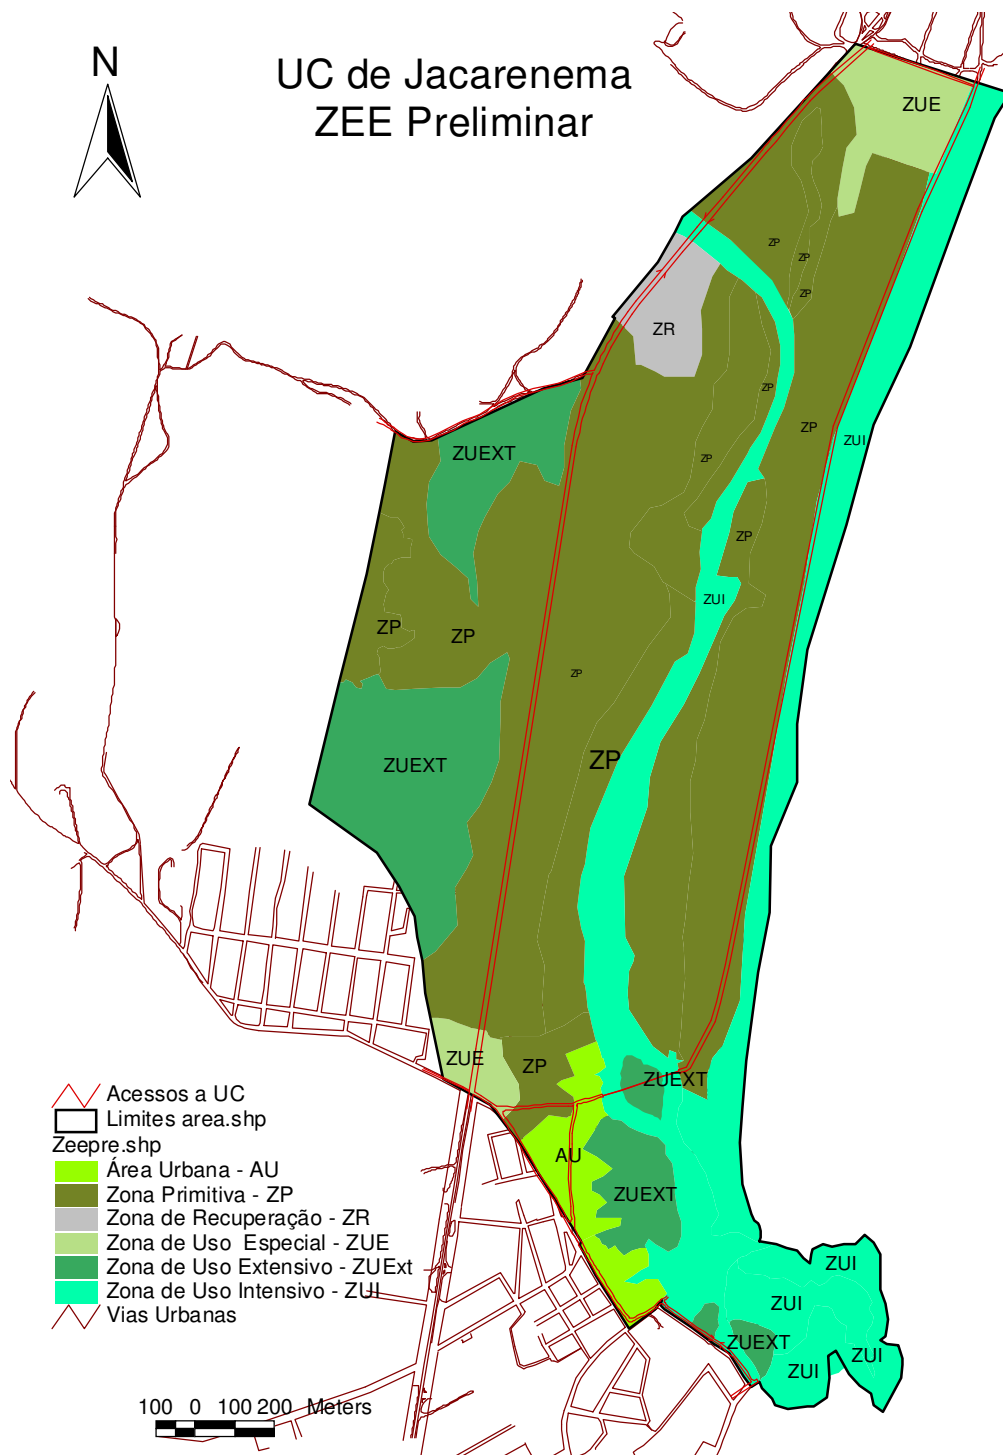 N
UC de Jacarenema
ZEE Preliminar
ZUE
ZP
ZP
ZP
ZR
ZP
ZP
ZUI
ZUEXT
ZP
ZP
ZUI
ZP
ZP
ZP
ZP
ZUEXT
ZUE
ZP
ZUEXT
AU
ZUEXT
ZUI
ZUI
ZUEXT
ZUI
ZUI
Acessos a UC
Limites area.shp
Zeepre.shp
Área Urbana - AU
Zona Primitiva - ZP
Zona de Recuperação - ZR
Zona de Uso Especial - ZUE
Zona de Uso Extensivo - ZUExt
Zona de Uso Intensivo - ZUI
Vias Urbanas
100 0 100 200 Meters